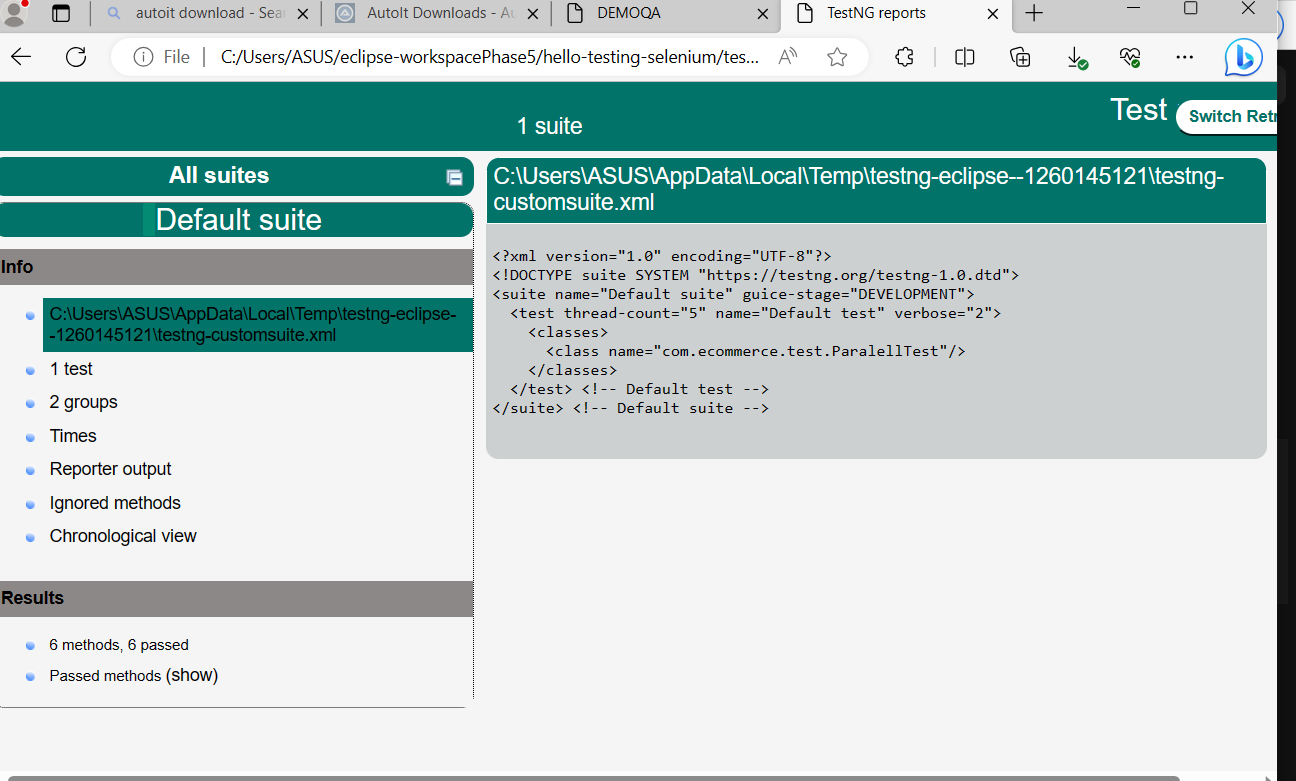 autoit download - Sea
AutoIt Downloads - Au
DEMOQA
TestNG reports
File
C:/Users/ASUS/eclipse-workspacePhase5/hello-testing-selenium/tes...
Test
1 suite
Switch Retr
All suites
Default suite
Info
C:\Users\ASUS\AppData\Local\Temp\testng-eclipse-
-1260145121\testng-customsuite.xml
1 test
2 groups
Times
Reporter output
Ignored methods
Chronological view
Results
6 methods, 6 passed
Passed methods (show)
C:\Users\ASUS\AppData\Local\Temp\testng-eclipse--1260145121\testng-
customsuite.xml
<?xml version="1.0" encoding="UTF-8"?>
<!DOCTYPE suite SYSTEM "https://testng.org/testng-1.0.dtd">
<suite name="Default suite" guice-stage="DEVELOPMENT">
<test thread-count="5" name="Default test" verbose="2">
<classes>
<class name="com.ecommerce.test.ParalellTest"/>
</classes>
</test> <!-- Default test -->
</suite> <!-- Default suite -->